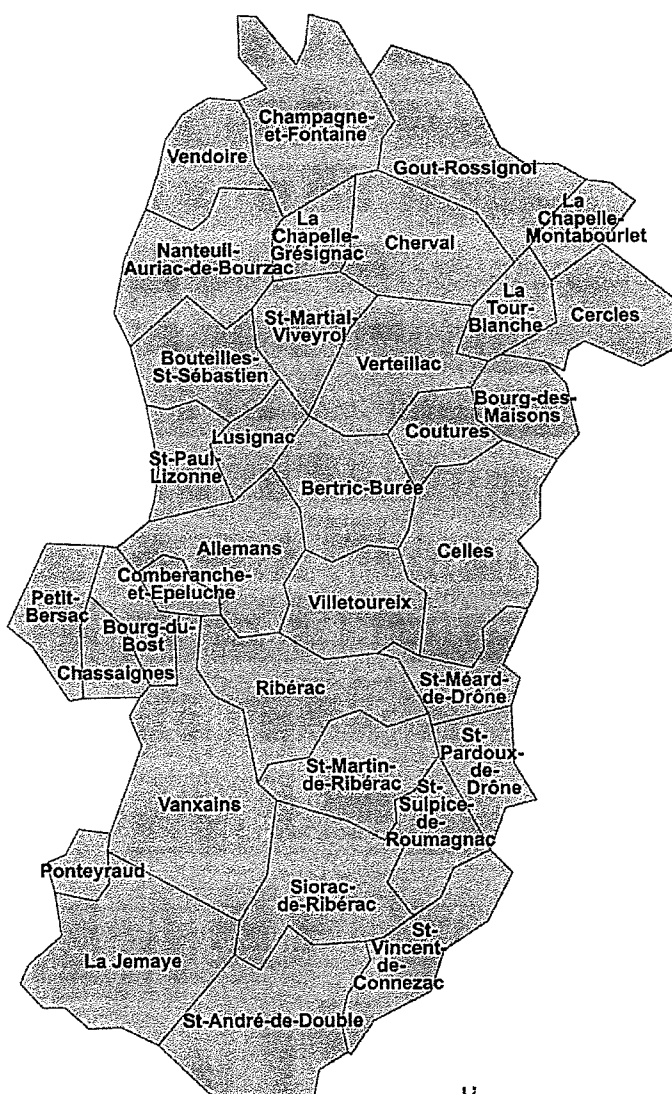 Champagne-
et-Fontaine
Vendoire
Gout-Rossignol
La
Chapelle-
Montabourlet
La
Chapelle-
Grésignac
Cherval
Nanteuil-
Auriac-de-Bourzac
La
Tour-
Blanche
Cercles
St-Martial-
Viveyrol
Bouteilles-
St-Sébastien
Verteillac
Bourg-des-
Maisons
Coutures
Lusignac
St-Paul-
Lizonne
Bertric-Burée
Allemans
Celles
Comberanche-
et-Epeluche
Petit-
Bersac
Villetoureix
Bourg-du-
Bost
Chassaignes
Ribérac
St-Méard-
de-Drône
St-
Pardoux-
de-
Drône
St-Martin-
de-Ribérac
St-
Sulpice-
de-
Roumagnac
Vanxains
Ponteyraud
Siorac-
de-Ribérac
St-
Vincent-
de-
Connezac
La Jemaye
St-André-de-Double